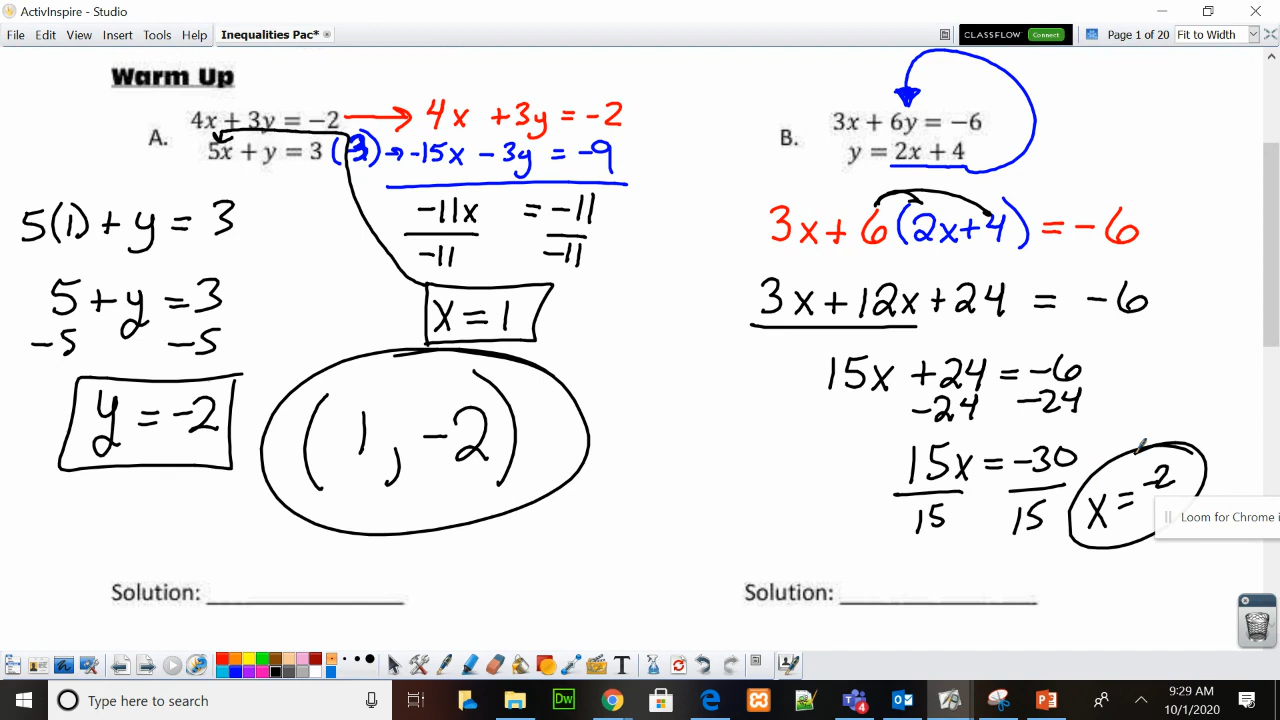 ActivInspire - Studio
File Edit View Insert Tools Help
Inequalities Pac*
CLASSFLOW Connect
Page 1 of 20
Fit to Width
Warm Up
A.
4x + 3y = −2
5x + y = 3
4x + 3y = -2
-15x - 3y = -9
-11x = -11
-11 -11
x = 1
5(1) + y = 3
5 + y = 3
-5 -5
y = -2
(1, -2)
Solution:
B.
3x + 6y = −6
y = 2x + 4
3x + 6(2x+4) = -6
3x + 12x + 24 = -6
15x + 24 = -6
-24 -24
15x = -30
15 15
x = -2
Loom for Chrome i
Solution:
Type here to search
Dw
4
9:29 AM
10/1/2020